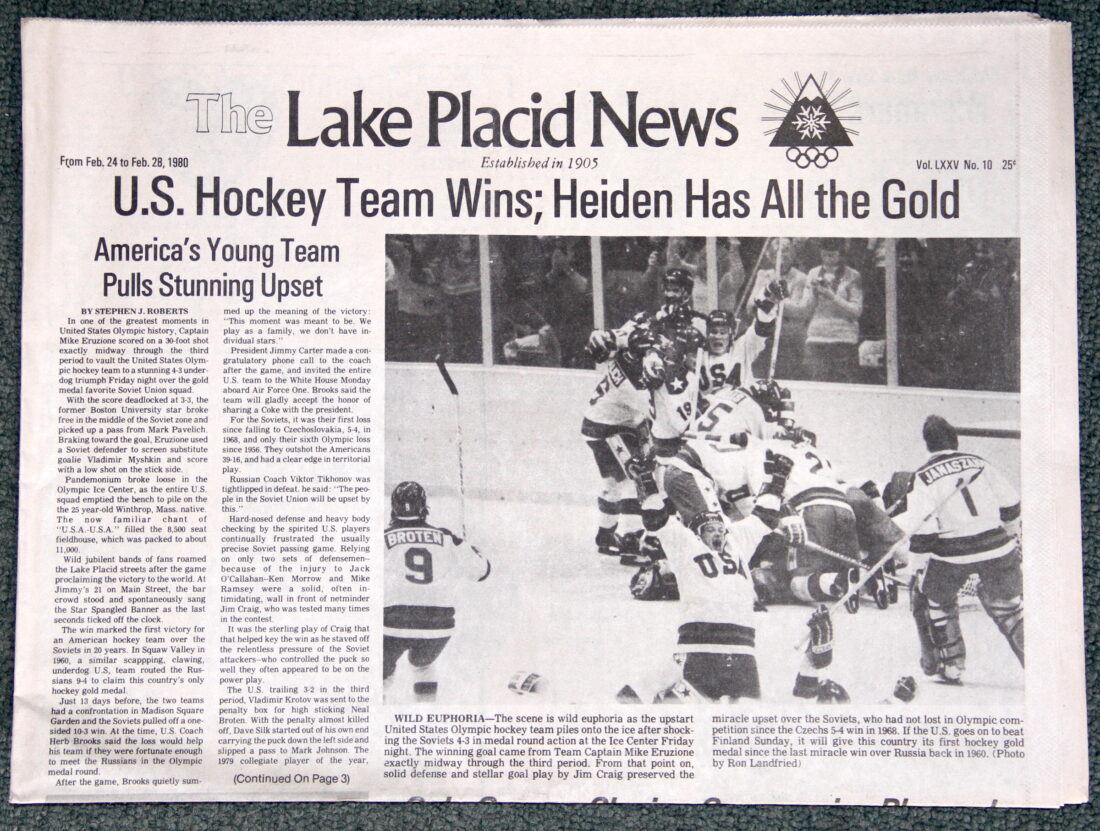 The Lake Placid News
Established in 1905
From Feb. 24 to Feb. 28, 1980
Vol. LXXV No. 10 25¢
U.S. Hockey Team Wins; Heiden Has All the Gold
America's Young Team
Pulls Stunning Upset
BY STEPHEN J. ROBERTS
In one of the greatest moments in
United States Olympic history, Captain
Mike Eruzione scored on a 30-foot shot
exactly midway through the third
period to vault the United States Olym-
pic hockey team to a stunning 4-3 under-
dog triumph Friday night over the gold
medal favorite Soviet Union squad.
With the score deadlocked at 3-3, the
former Boston University star broke
free in the middle of the Soviet zone and
picked up a pass from Mark Pavelich.
Braking toward the goal, Eruzione used
a Soviet defender to screen substitute
goalie Vladimir Myshkin and score
with a low shot on the stick side.
Pandemonium broke loose in the
Olympic Ice Center, as the entire U.S.
squad emptied the bench to pile on the
the 25 year-old Winthrop, Mass. native.
The now familiar chant of
"U.S.A.-U.S.A." filled the 8,500 seat
fieldhouse, which was packed to about
11,000.
Wild jubilent bands of fans roamed
the Lake Placid streets after the game
proclaiming the victory to the world. At
Jimmy's 21 on Main Street, the bar
crowd stood and spontaneously sang
the Star Spangled Banner as the last
seconds ticked off the clock.
The win marked the first victory for
an American hockey team over the
Soviets in 20 years. In Squaw Valley in
1960, a similar scappping, clawing,
underdog U.S, team routed the Rus-
sians 9-4 to claim this country's only
hockey gold medal.
Just 13 days before, the two teams
had a confrontation in Madison Square
Garden and the Soviets pulled off a one-
sided 10-3 win. At the time, U.S. Coach
Herb Brooks said the loss would help
his team if they were fortunate enough
to meet the Russians in the Olympic
medal round.
After the game, Brooks quietly sum-
med up the meaning of the victory:
"This moment was meant to be. We
play as a family, we don't have in-
dividual stars."
President Jimmy Carter made a con-
gratulatory phone call to the coach
after the game, and invited the entire
U.S. team to the White House Monday
aboard Air Force One. Brooks said the
team will gladly accept the honor of
sharing a Coke with the president.
For the Soviets, it was their first loss
since falling to Czechoslovakia, 5-4, in
1968, and only their sixth Olympic loss
since 1956. They outshot the Americans
39-16, and had a clear edge in territorial
play.
Russian Coach Viktor Tikhonov was
tightlipped in defeat. he said: "The peo-
ple in the Soviet Union will be upset by
this."
Hard-nosed defense and heavy body
checking by the spirited U.S. players
continually frustrated the usually
precise Soviet passing game. Relying
on only two sets of defensemen—
because of the injury to Jack
O'Callahan—Ken Morrow and Mike
Ramsey were a solid, often in-
timidating, wall in front of netminder
Jim Craig, who was tested many times
in the contest.
It was the sterling play of Craig that
that helped key the win as he staved off
the relentless pressure of the Soviet
attackers—who controlled the puck so
well they often appeared to be on the
power play.
The U.S. trailing 3-2 in the third
period, Vladimir Krotov was sent to the
penalty box for high sticking Neal
Broten. With the penalty almost killed
off, Dave Silk started out of his own end
carrying the puck down the left side and
slipped a pass to Mark Johnson. The
1979 collegiate player of the year,
(Continued On Page 3)
USA
19
5
BROTEN
9
USA
JANASZAK
1
WILD EUPHORIA—The scene is wild euphoria as the upstart
United States Olympic hockey team piles onto the ice after shock-
ing the Soviets 4-3 in medal round action at the Ice Center Friday
night. The winning goal came from Team Captain Mike Eruzione
exactly midway through the third period. From that point on,
solid defense and stellar goal play by Jim Craig preserved the
miracle upset over the Soviets, who had not lost in Olympic com-
petition since the Czechs 5-4 win in 1968. If the U.S. goes on to beat
Finland Sunday, it will give this country its first hockey gold
medal since the last miracle win over Russia back in 1960. (Photo
by Ron Landfried)